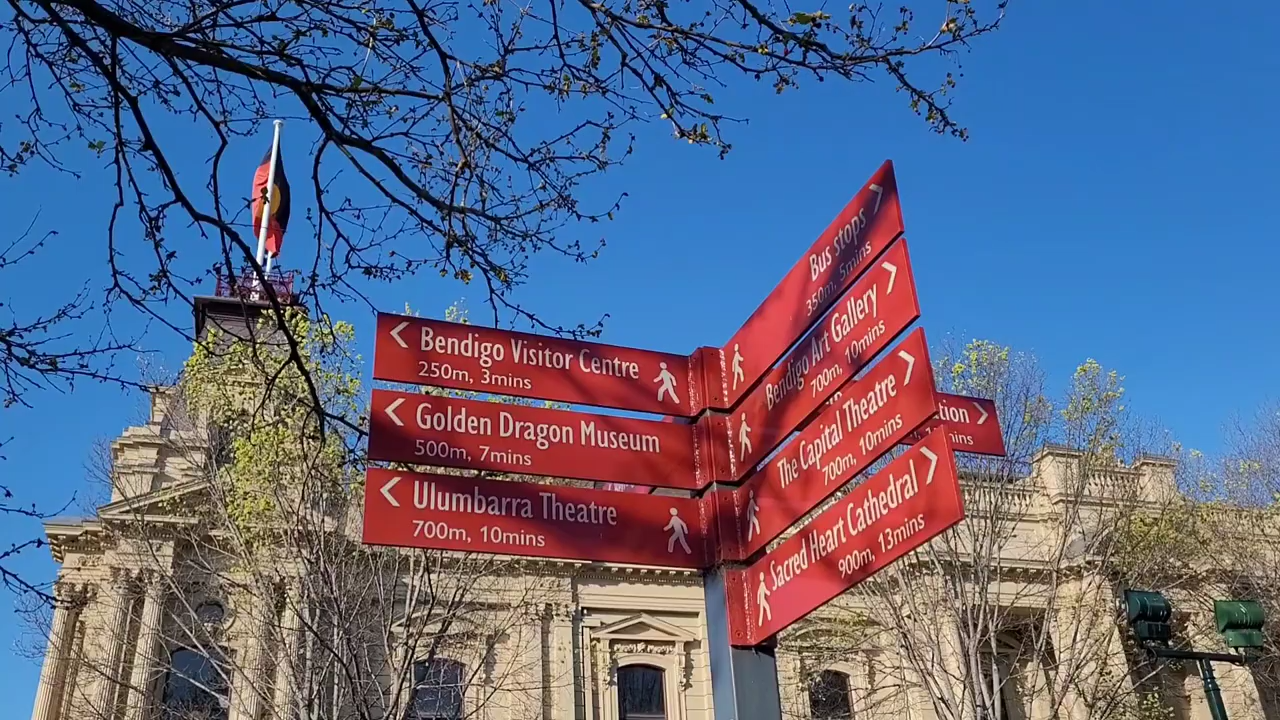 Bendigo Visitor Centre
250m, 3mins
Golden Dragon Museum
500m, 7mins
Ulumbarra Theatre
700m, 10mins
Bus stops
350m, 5mins
Bendigo Art Gallery
700m, 10mins
The Capital Theatre
700m, 10mins
Sacred Heart Cathedral
900m, 13mins